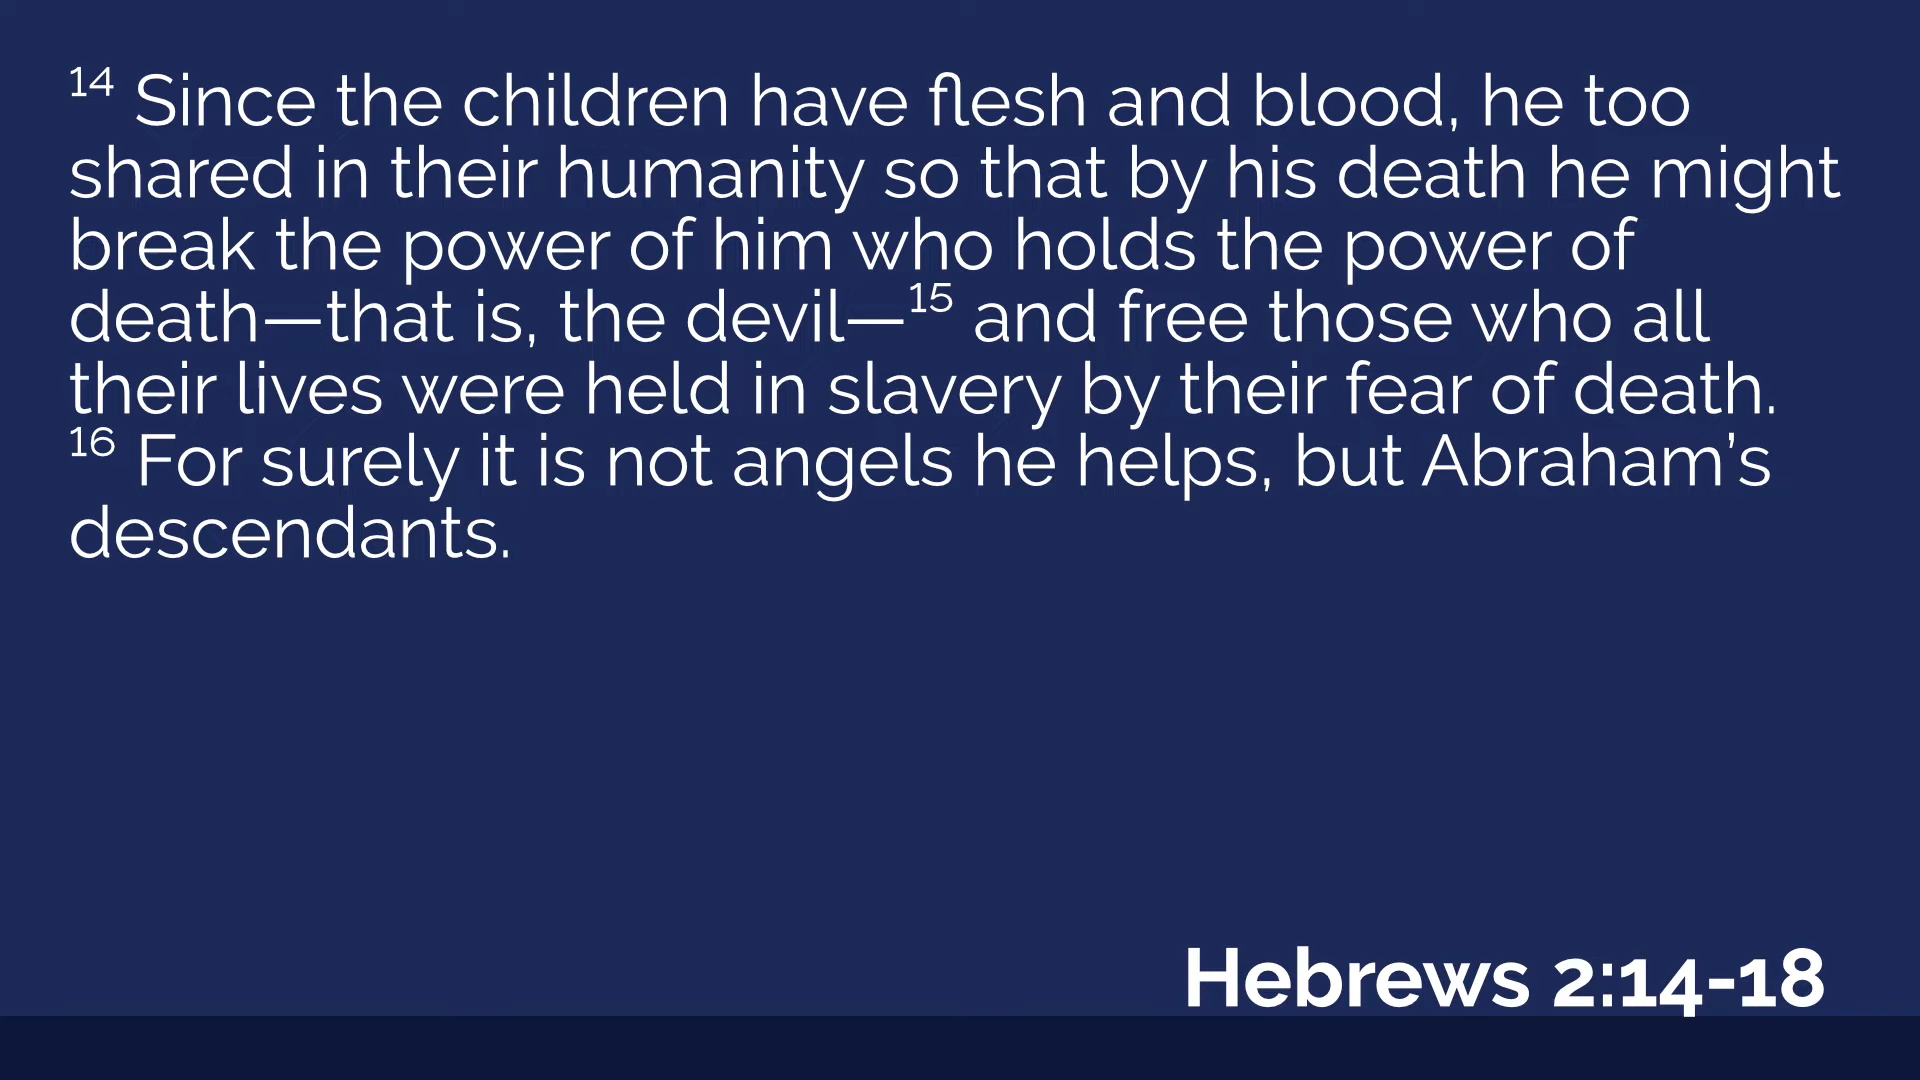 14 Since the children have flesh and blood, he too
shared in their humanity so that by his death he might
break the power of him who holds the power of
death—that is, the devil—15 and free those who all
their lives were held in slavery by their fear of death.
16 For surely it is not angels he helps, but Abraham’s
descendants.
Hebrews 2:14-18